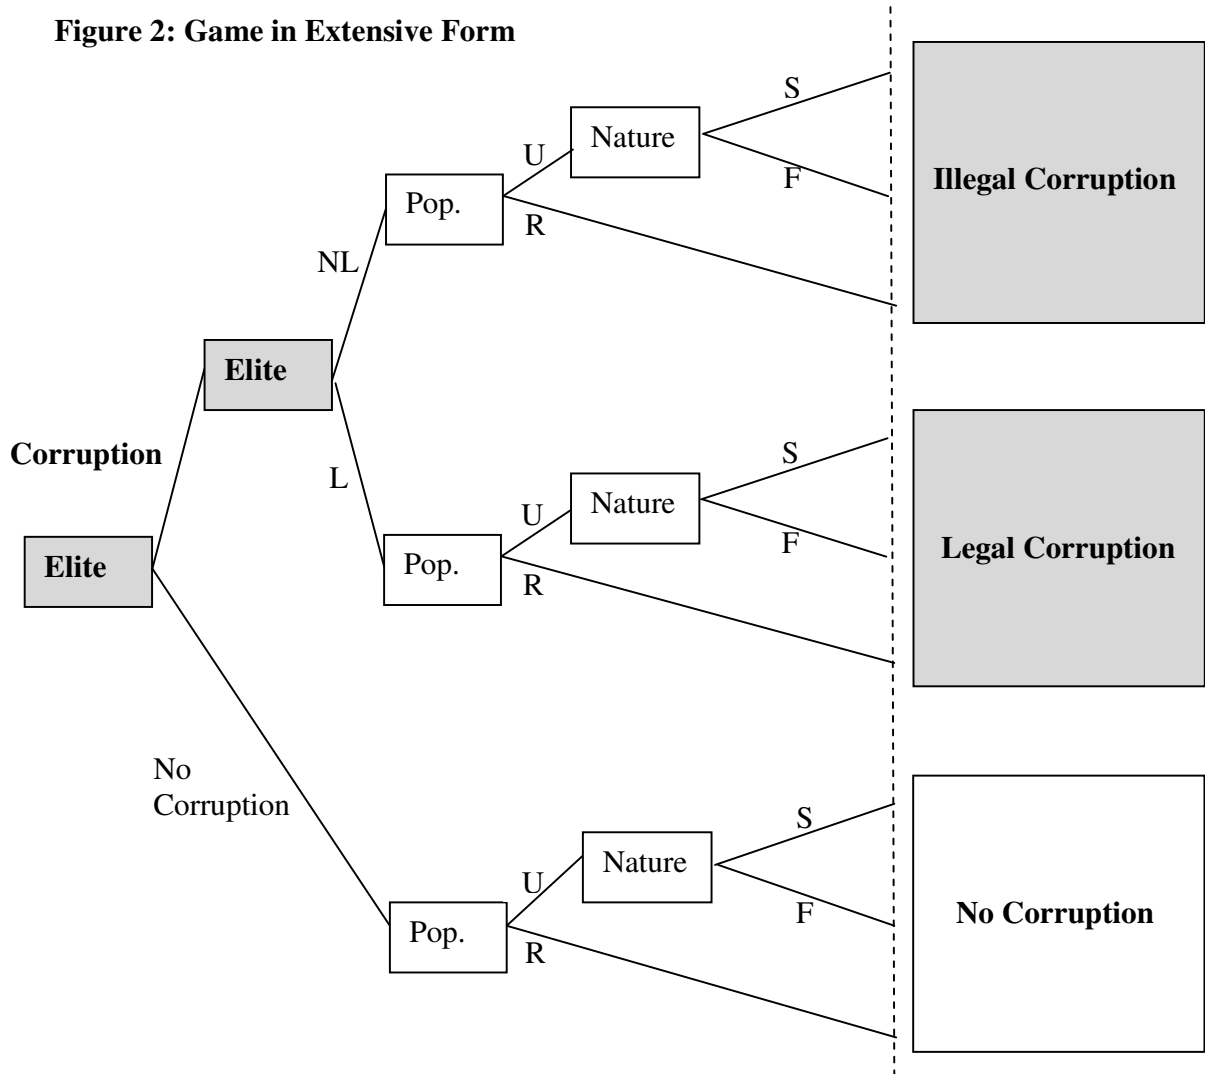 Figure 2: Game in Extensive Form
S
Nature
U
F
Illegal Corruption
Pop.
R
NL
Elite
Corruption
L
S
Nature
U
F
Legal Corruption
Elite
Pop.
R
No
Corruption
S
Nature
U
F
No Corruption
Pop.
R